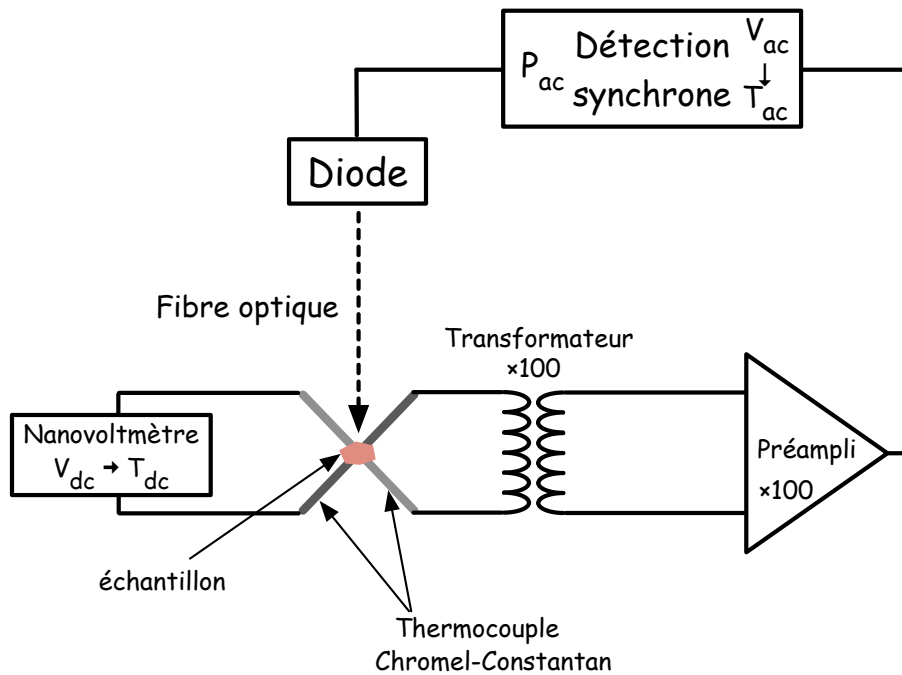 Détection
synchrone
P_ac
V_ac
↓
T_ac
Diode
Fibre optique
Transformateur
×100
Nanovoltmètre
V_dc → T_dc
Préampli
×100
échantillon
Thermocouple
Chromel-Constantan